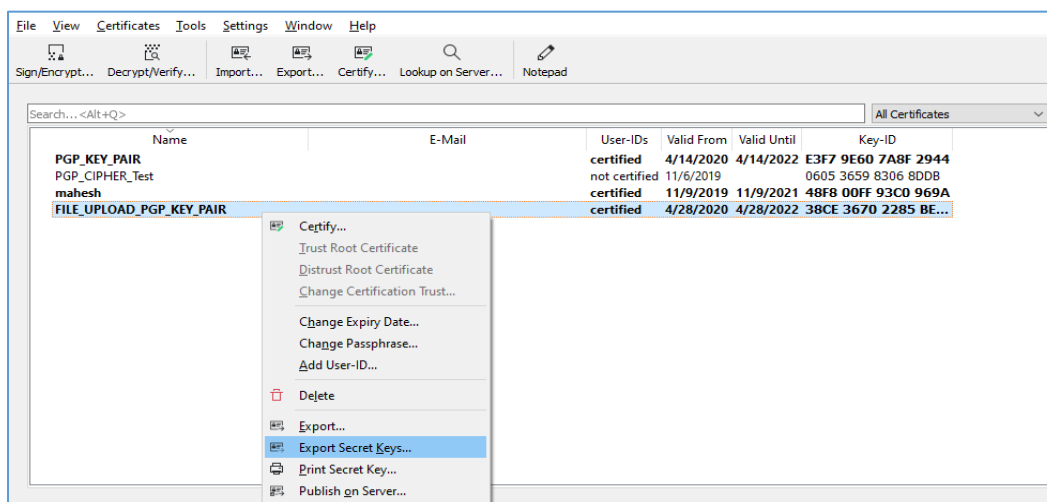 File View Certificates Tools Settings Window Help
Sign/Encrypt... Decrypt/Verify... Import... Export... Certify... Lookup on Server... Notepad
Search...<Alt+Q> All Certificates
Name E-Mail User-IDs Valid From Valid Until Key-ID
PGP_KEY_PAIR certified 4/14/2020 4/14/2022 E3F7 9E60 7A8F 2944
PGP_CIPHER_Test not certified 11/6/2019 0605 3659 8306 8DDB
mahesh certified 11/9/2019 11/9/2021 48F8 00FF 93C0 969A
FILE_UPLOAD_PGP_KEY_PAIR certified 4/28/2020 4/28/2022 38CE 3670 2285 BE...
Certify...
Trust Root Certificate
Distrust Root Certificate
Change Certification Trust...
Change Expiry Date...
Change Passphrase...
Add User-ID...
Delete
Export...
Export Secret Keys...
Print Secret Key...
Publish on Server...